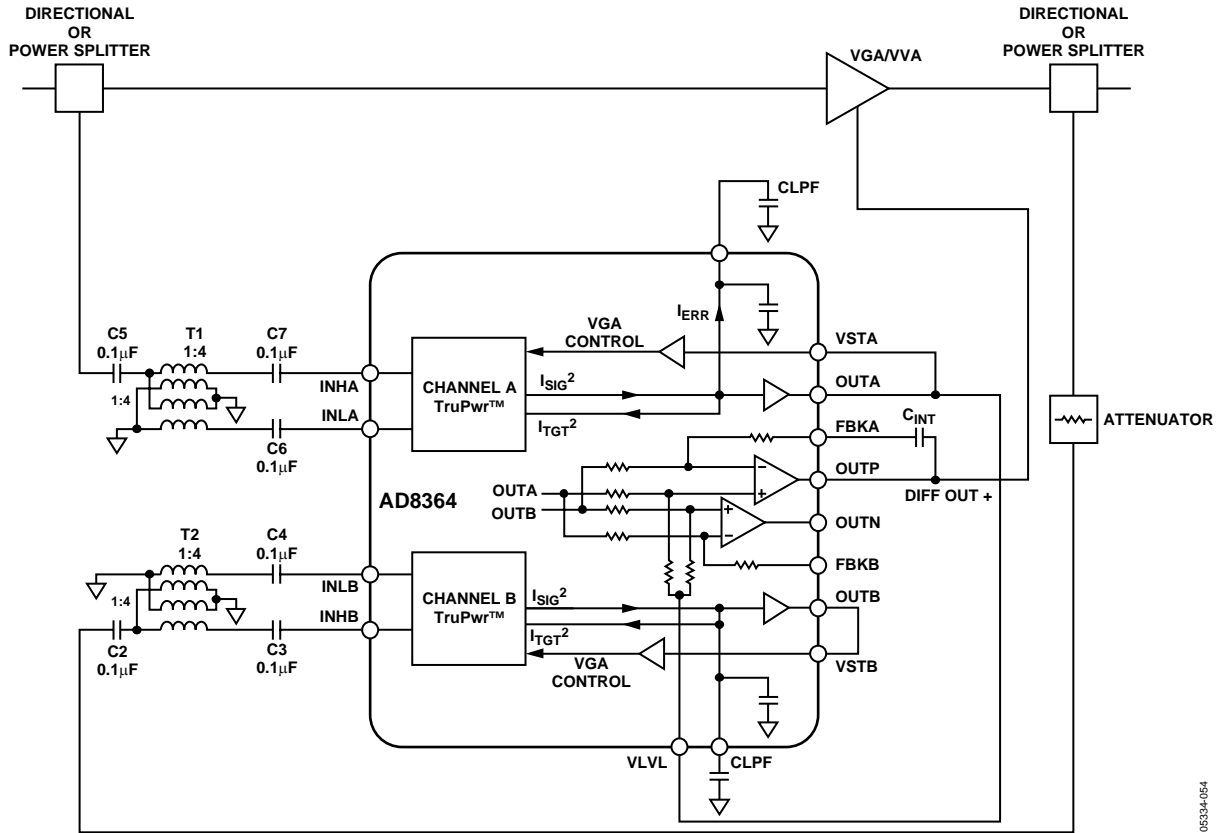 DIRECTIONAL
OR
POWER SPLITTER
DIRECTIONAL
OR
POWER SPLITTER
VGA/VVA
CLPF
C5
0.1μF
T1
1:4
C7
0.1μF
1:4
INHA
INLA
C6
0.1μF
CHANNEL A
TruPwr™
VGA
CONTROL
IERR
ISIG2
ITGT2
VSTA
OUTA
FBKA
CINT
OUTP
DIFF OUT +
ATTENUATOR
AD8364
OUTA
OUTB
OUTN
FBKB
T2
1:4
C4
0.1μF
1:4
INLB
INHB
C2
0.1μF
C3
0.1μF
CHANNEL B
TruPwr™
ISIG2
ITGT2
VGA
CONTROL
OUTB
VSTB
VLVL
CLPF
05334-054